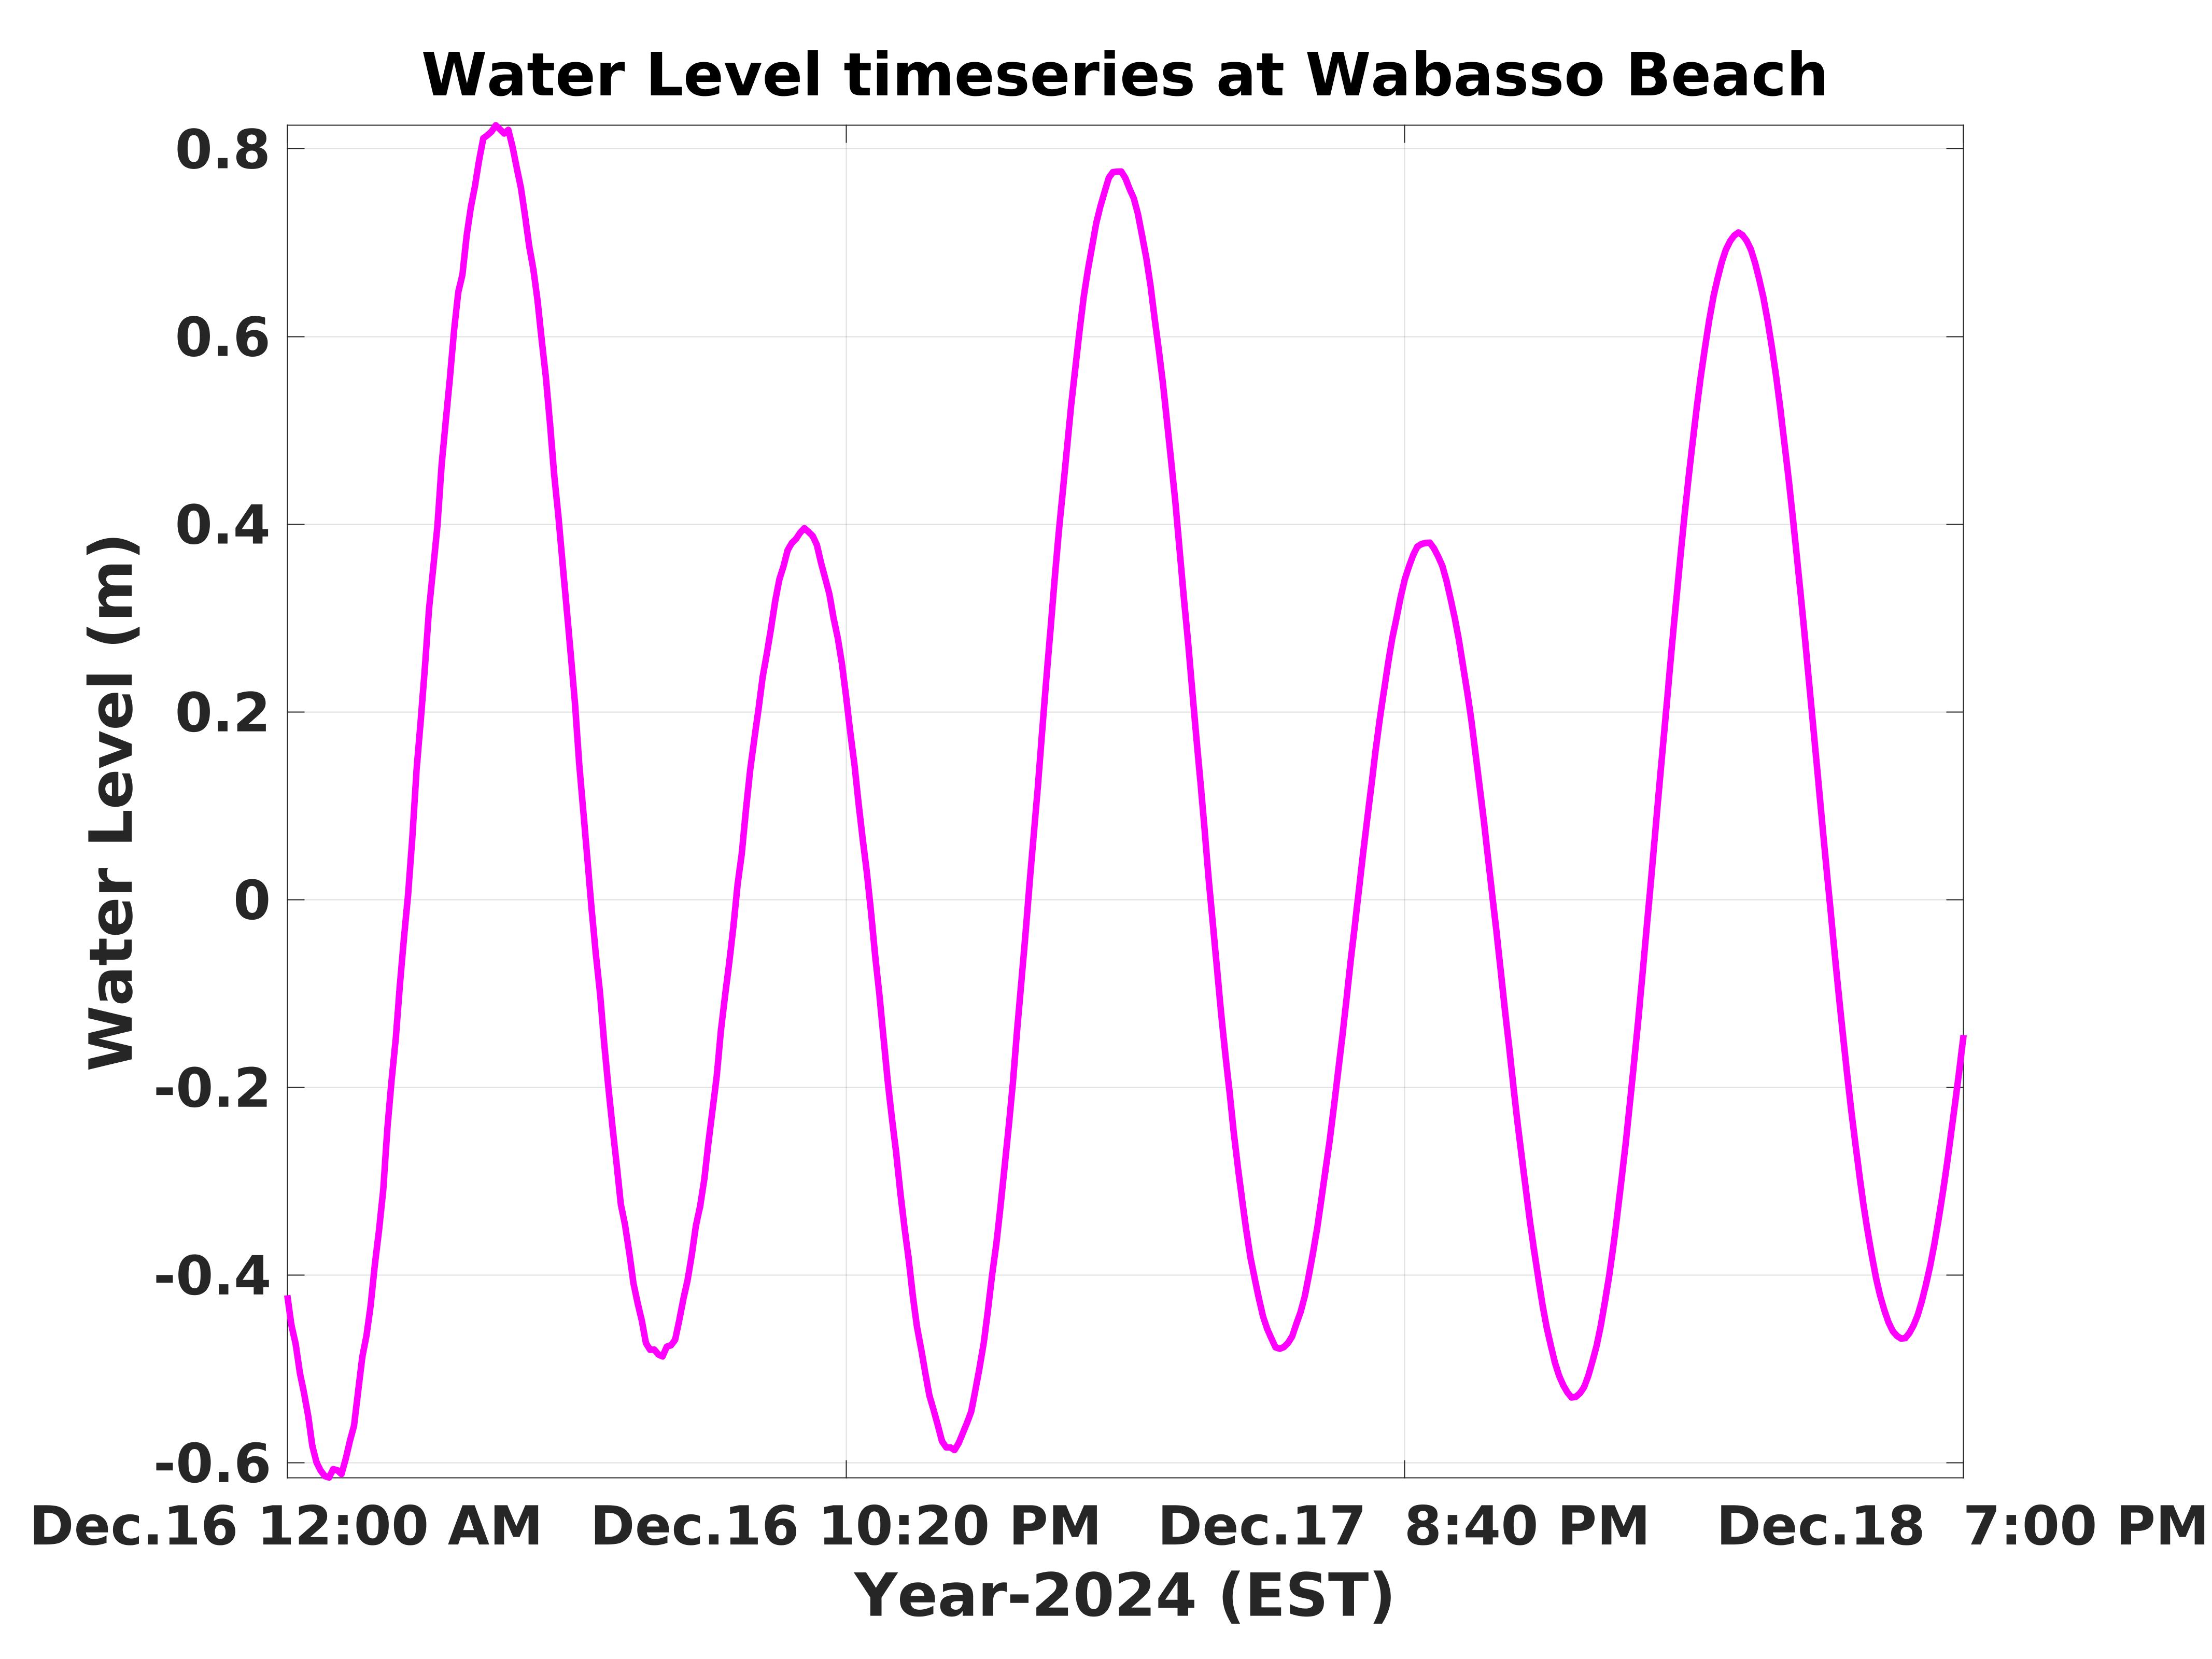 Water Level timeseries at Wabasso Beach
0.8
0.6
0.4
0.2
0
-0.2
-0.4
-0.6
Water Level (m)
Dec.16 12:00 AM Dec.16 10:20 PM Dec.17 8:40 PM Dec.18 7:00 PM
Year-2024 (EST)